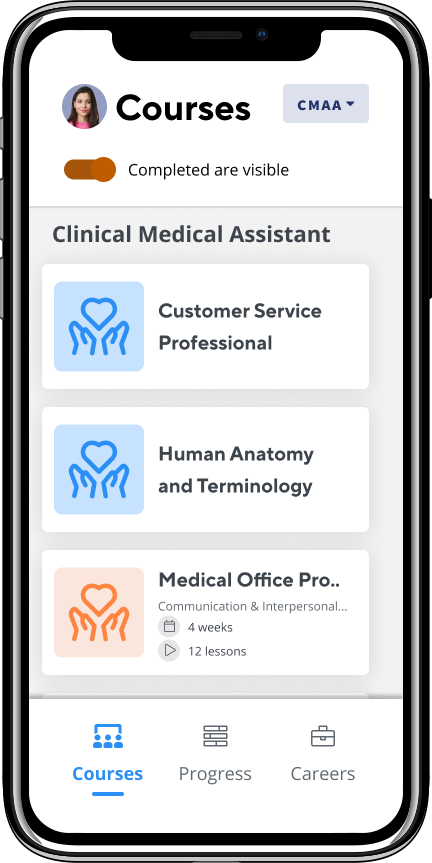 Courses
CMAA
Completed are visible
Clinical Medical Assistant
Customer Service
Professional
Human Anatomy
and Terminology
Medical Office Pro..
Communication & Interpersonal...
4 weeks
12 lessons
Courses
Progress
Careers